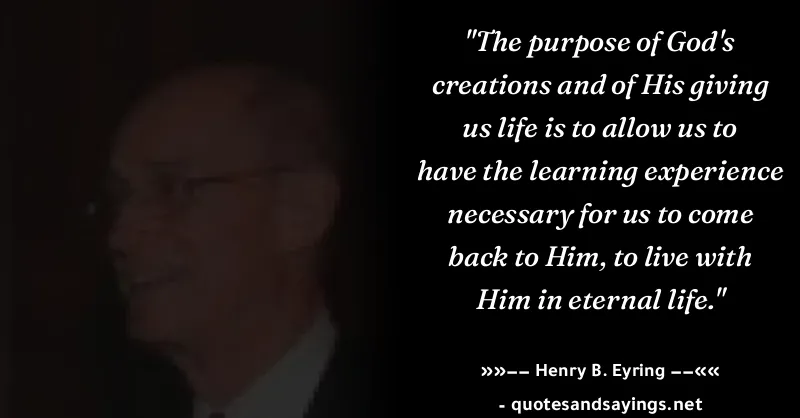 "The purpose of God's
creations and of His giving
us life is to allow us to
have the learning experience
necessary for us to come
back to Him, to live with
Him in eternal life."
»»−− Henry B. Eyring −−««
- quotesandsayings.net